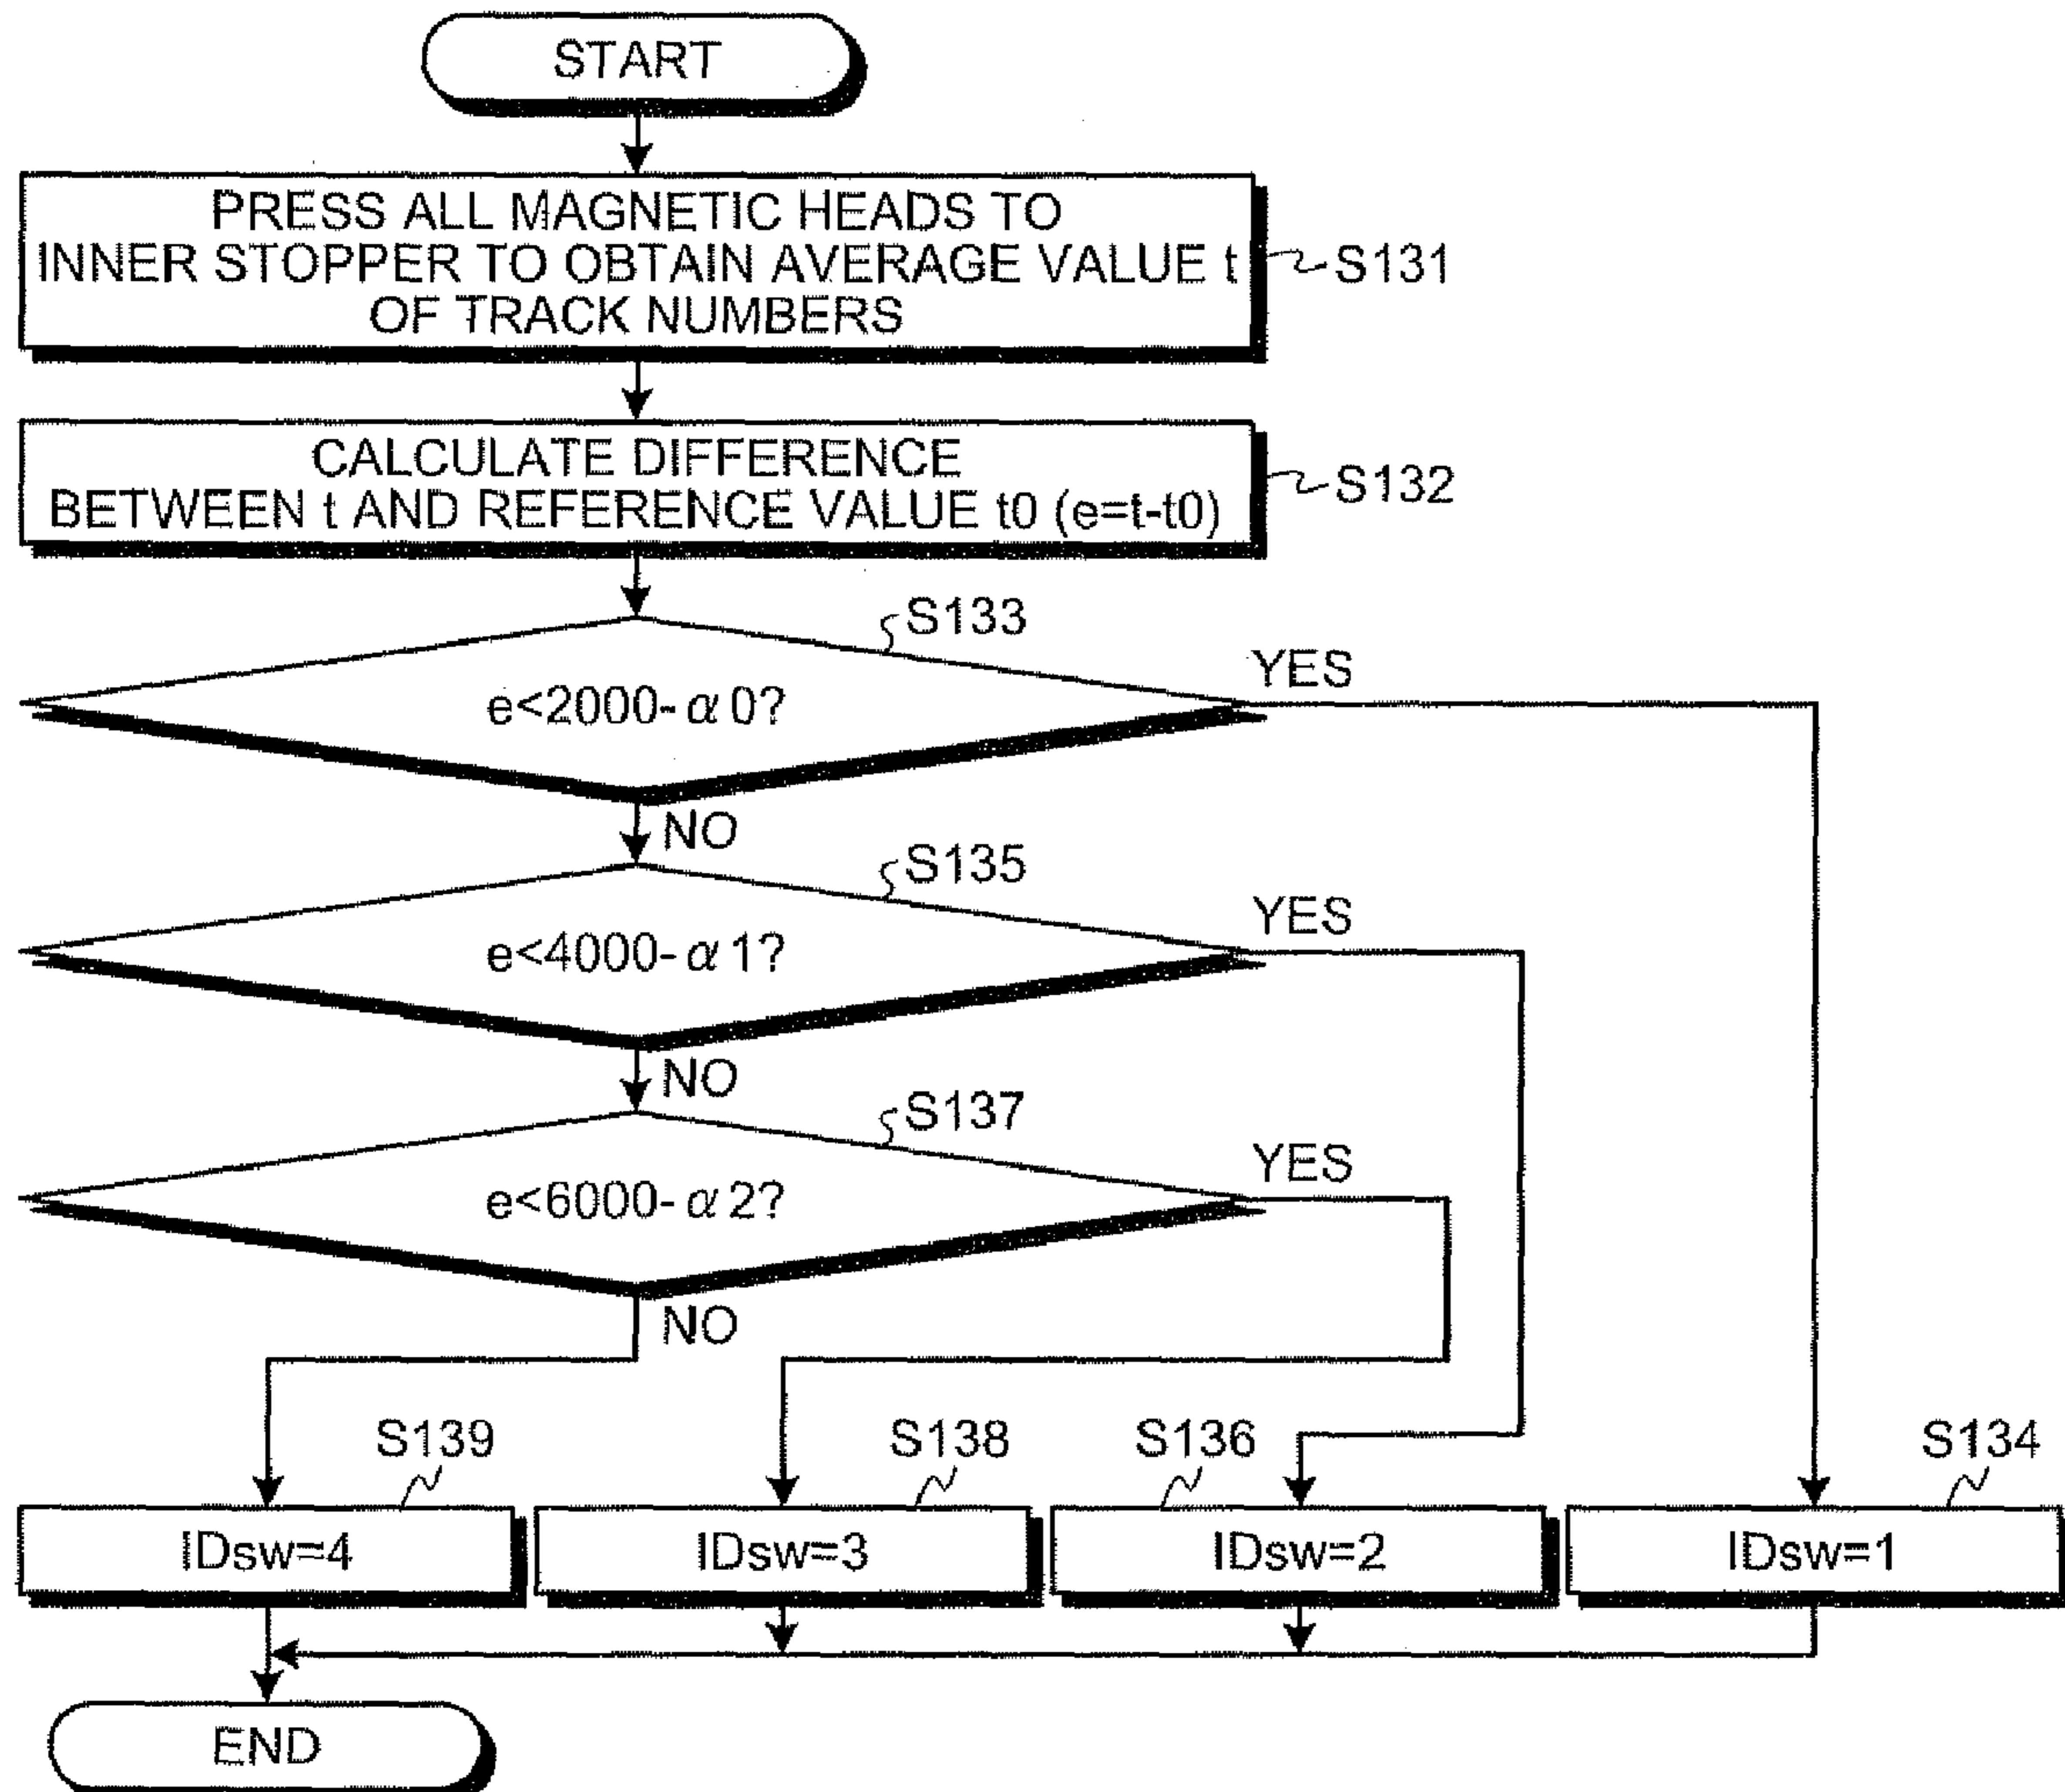 START
PRESS ALL MAGNETIC HEADS TO
INNER STOPPER TO OBTAIN AVERAGE VALUE t
OF TRACK NUMBERS
S131
CALCULATE DIFFERENCE
BETWEEN t AND REFERENCE VALUE t0 (e=t-t0)
S132
S133
e<2000-α0?
YES
NO
S135
e<4000-α1?
YES
NO
S137
e<6000-α2?
YES
NO
S139
S138
S136
S134
IDsw=4
IDsw=3
IDsw=2
IDsw=1
END